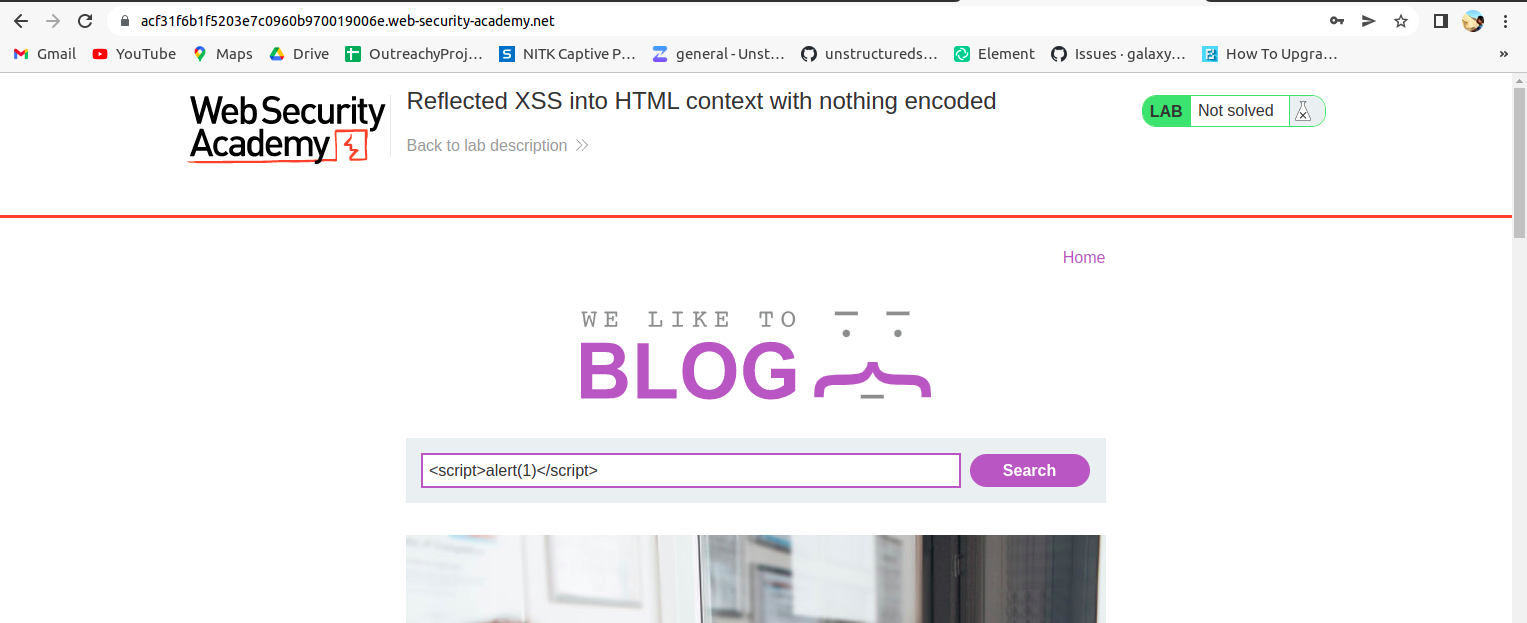 acf31f6b1f5203e7c0960b970019006e.web-security-academy.net
Gmail YouTube Maps Drive OutreachyProj... NITK Captive P... general - Unst... unstructureds... Element Issues · galaxy... How To Upgra... »
Web Security
Academy
Reflected XSS into HTML context with nothing encoded
Back to lab description
LAB Not solved
Home
WE LIKE TO
BLOG
<script>alert(1)</script>
Search